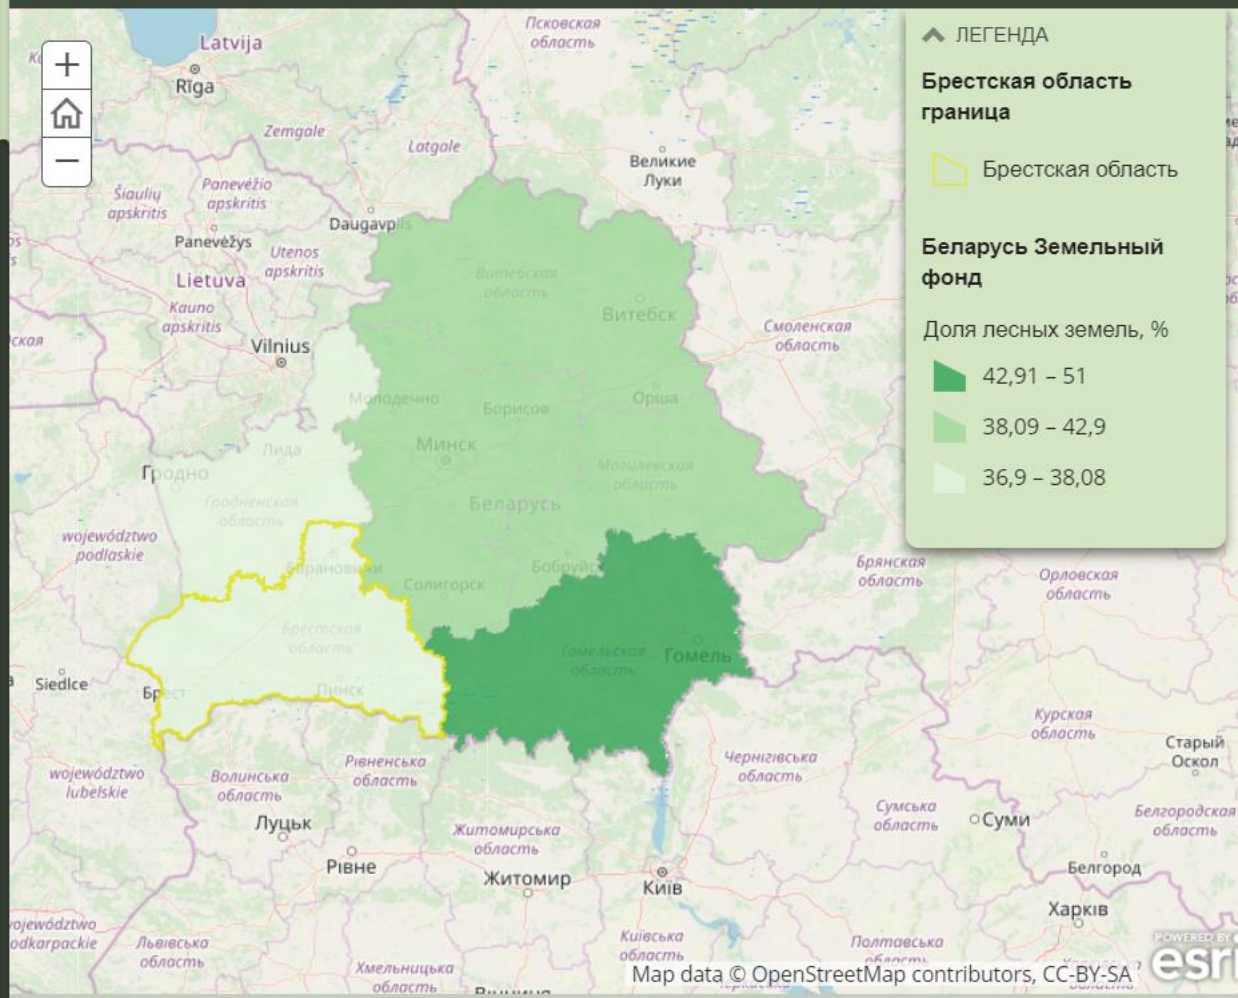 Псковская
область
Latvija
Rīga
Zemgale
Latgale
Великие
Луки
Šiaulių
apskritis
Panevėžio
apskritis
Panevėžys
Daugavpils
Utenos
apskritis
Lietuva
Kauno
apskritis
Vilnius
Витебская
область
Витебск
Смоленская
область
Молодечно
Борисов
Орша
Минск
Лида
Гродно
Гродненская
область
Могилевская
область
Беларусь
województwo
podlaskie
Барановичи
Солигорск
Бобруйск
Брянская
область
Орловская
область
Брестская
область
Гомельская
область
Гомель
Siedlce
Брест
Пинск
Курская
область
Старый
Оскол
województwo
lubelskie
Волинська
область
Рівненська
область
Чернігівська
область
Сумська
область
Суми
Белгородская
область
Луцьк
Житомирська
область
Рівне
Житомир
Київ
Белгород
Харків
Львівська
область
Хмельницька
область
Київська
область
Полтавська
область
Вінниця
ЛЕГЕНДА
Брестская область
граница
Брестская область
Беларусь Земельный
фонд
Доля лесных земель, %
42,91 – 51
38,09 – 42,9
36,9 – 38,08
Map data © OpenStreetMap contributors, CC-BY-SA
POWERED BY
esri